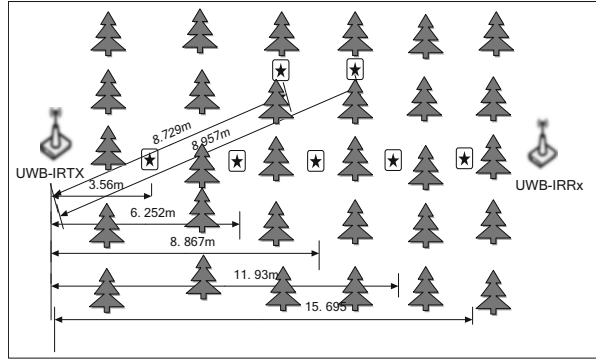 8.729m
8.957m
UWB-IRTX
UWB-IRRx
3.56m
6. 252m
8. 867m
11. 93m
15. 695